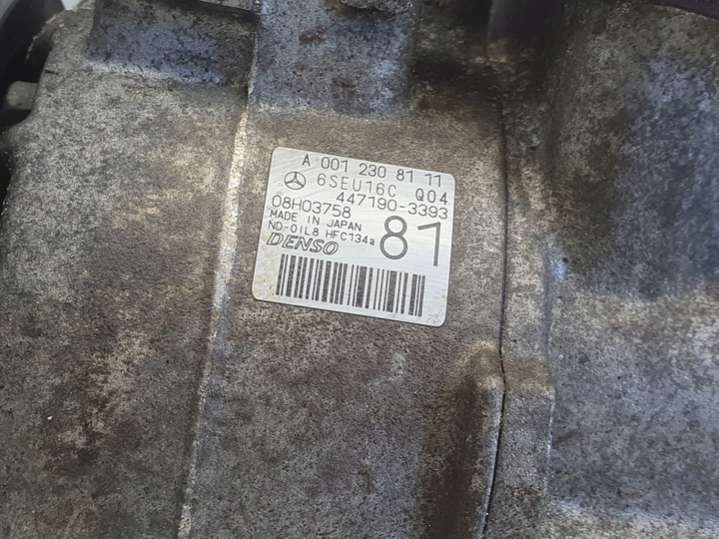 A 001 230 81 11
6SEU16C Q04
447190-3393
08H03758
MADE IN JAPAN
ND-OIL8 HFC134a
81
DENSO